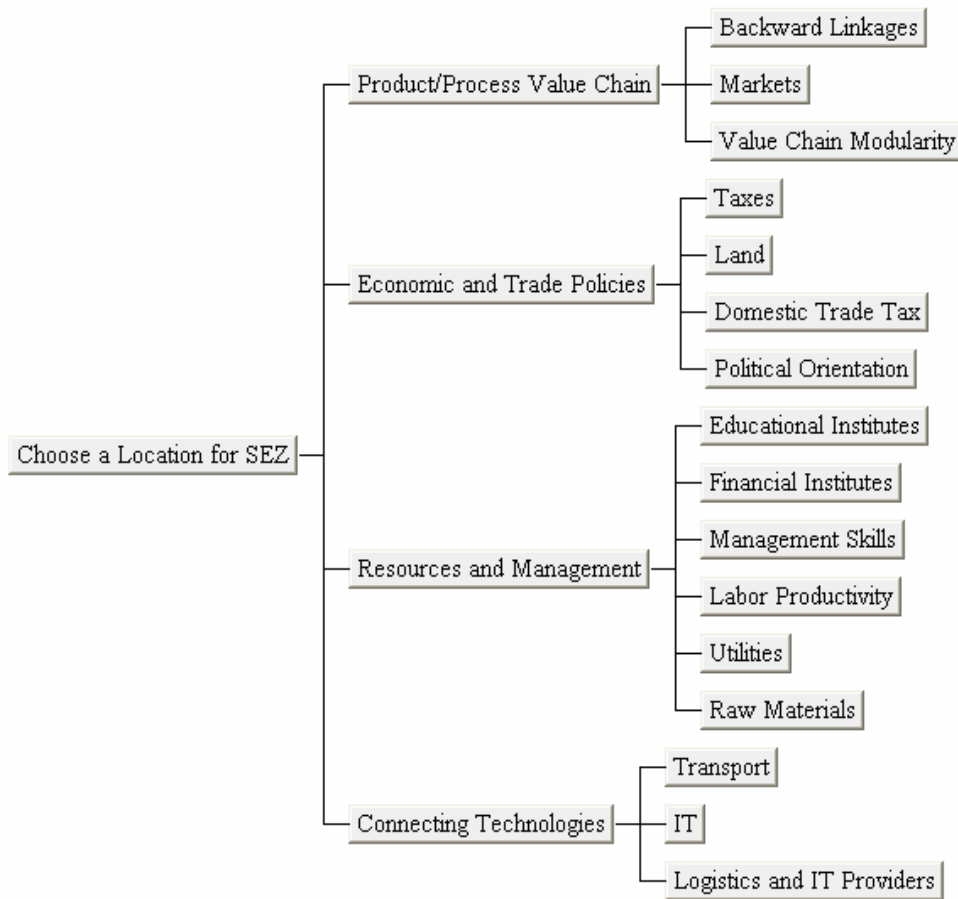 Backward Linkages
Product/Process Value Chain
Markets
Value Chain Modularity
Taxes
Land
Economic and Trade Policies
Domestic Trade Tax
Political Orientation
Choose a Location for SEZ
Educational Institutes
Financial Institutes
Management Skills
Resources and Management
Labor Productivity
Utilities
Raw Materials
Transport
Connecting Technologies
IT
Logistics and IT Providers